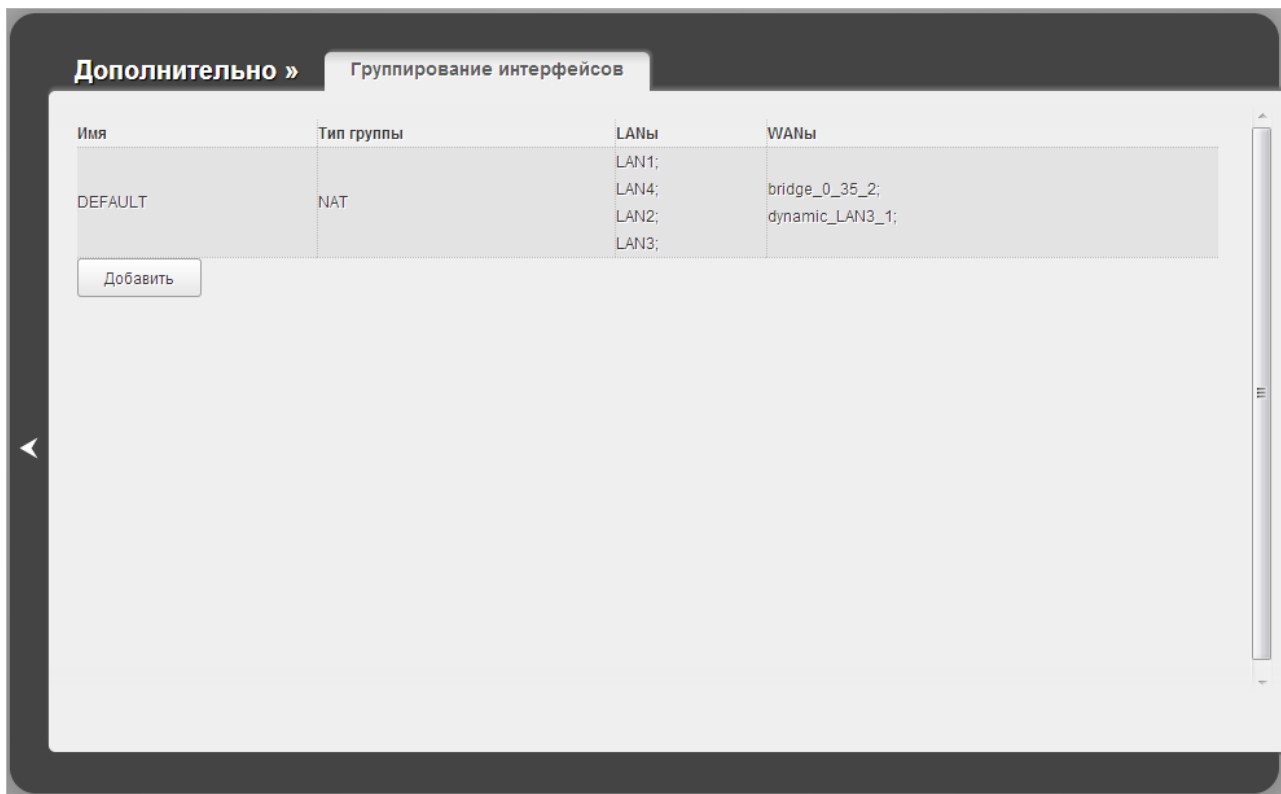 Дополнительно » Группирование интерфейсов
Имя Тип группы LANы WANы
DEFAULT NAT
LAN1;
LAN4;
LAN2;
LAN3;
bridge_0_35_2;
dynamic_LAN3_1;
Добавить